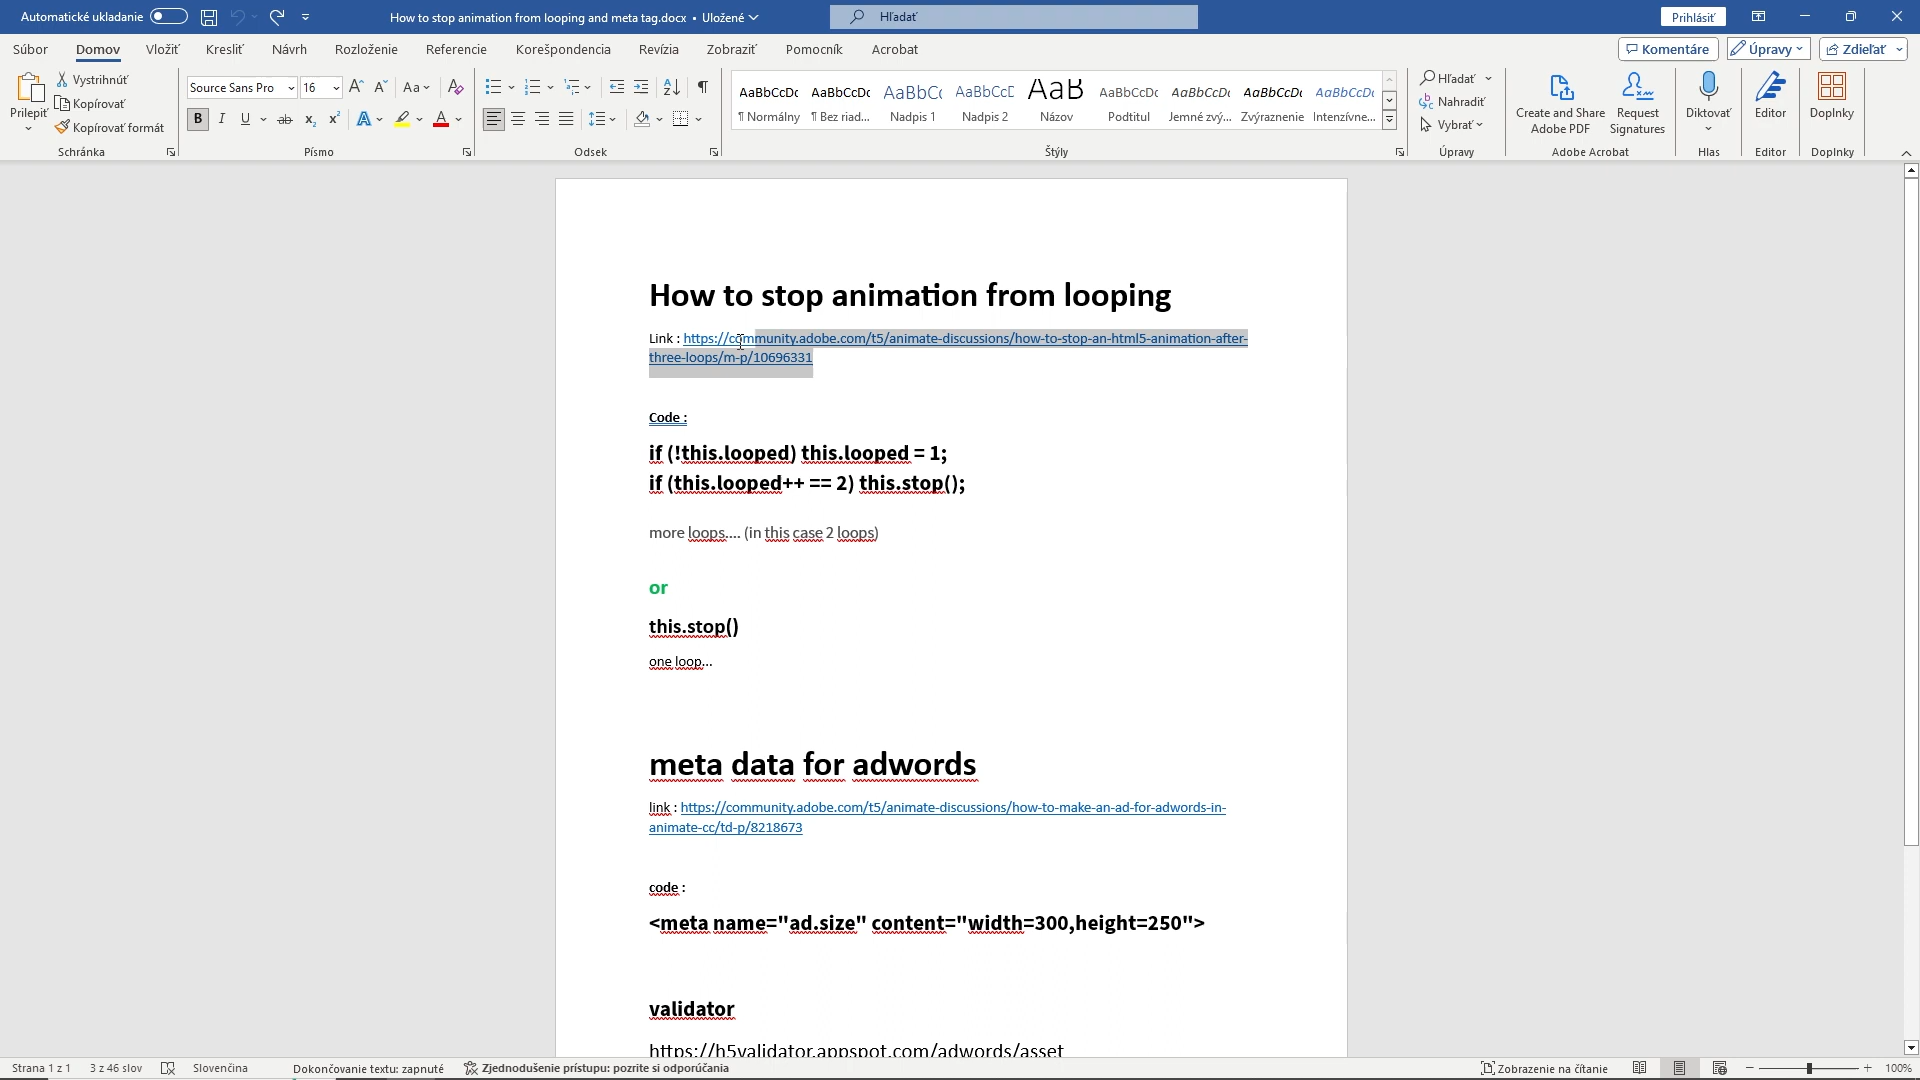 Automatické ukladanie
How to stop animation from looping and meta tag.docx • Uložené
Hľadať
Prihlásiť
Súbor Domov Vložiť Kresliť Návrh Rozloženie Referencie Korešpondencia Revízia Zobraziť Pomocník Acrobat
Komentáre Úpravy Zdieľať
Prilepiť
Vystrihnúť
Kopírovať
Kopírovať formát
Schránka
Source Sans Pro 16
Písmo
Odsek
AaBbCcDc AaBbCcDc AaBbCc AaBbCcD AaB AaBbCcDc AaBbCcDc AaBbCcDc AaBbCcDc
¶ Normálny ¶ Bez riad... Nadpis 1 Nadpis 2 Názov Podtitul Jemné zvý... Zvýraznenie Intenzívne...
Štýly
Hľadať
Nahradiť
Vybrať
Úpravy
Create and Share
Adobe PDF
Request
Signatures
Adobe Acrobat
Diktovať
Hlas
Editor
Editor
Doplnky
Doplnky
How to stop animation from looping
Link : https://community.adobe.com/t5/animate-discussions/how-to-stop-an-html5-animation-after-
three-loops/m-p/10696331
Code :
if (!this.looped) this.looped = 1;
if (this.looped++ == 2) this.stop();
more loops.... (in this case 2 loops)
or
this.stop()
one loop...
meta data for adwords
link : https://community.adobe.com/t5/animate-discussions/how-to-make-an-ad-for-adwords-in-
animate-cc/td-p/8218673
code :
<meta name="ad.size" content="width=300,height=250">
validator
https://h5validator.appspot.com/adwords/asset
Strana 1 z 1 3 z 46 slov Slovenčina Dokončovanie textu: zapnuté Zjednodušenie prístupu: pozrite si odporúčania
Zobrazenie na čítanie 100%